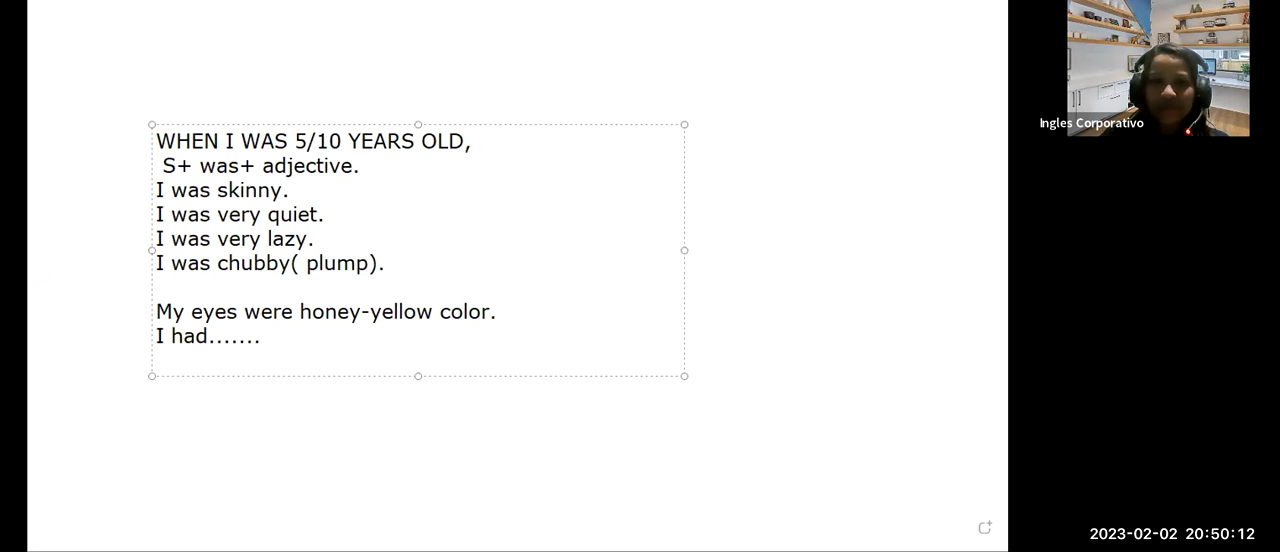 WHEN I WAS 5/10 YEARS OLD,
S+ was+ adjective.
I was skinny.
I was very quiet.
I was very lazy.
I was chubby( plump).
My eyes were honey-yellow color.
I had.......
Ingles Corporativo
2023-02-02 20:50:12